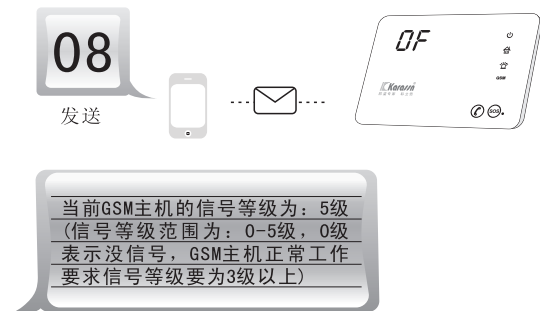 08
发送
0F
GSM
Karassn
SOS
当前GSM主机的信号等级为：5级
(信号等级范围为：0-5级，0级
表示没信号，GSM主机正常工作
要求信号等级要为3级以上)